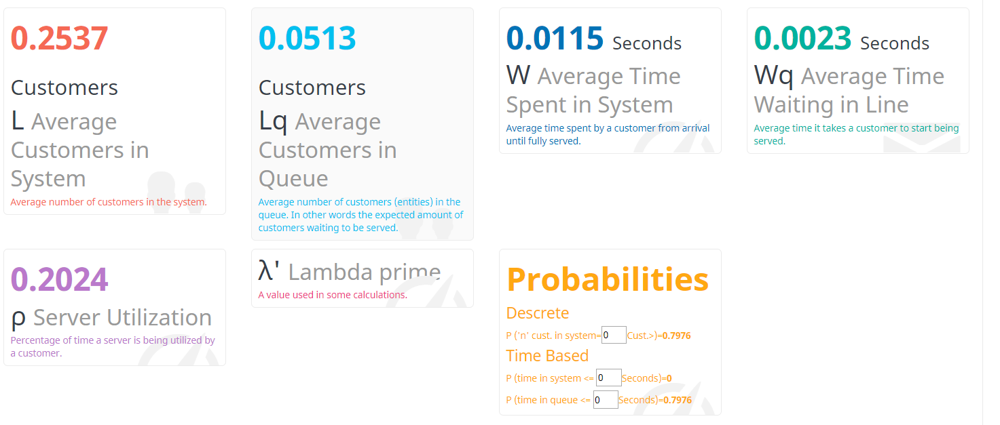 0.2537
Customers
L Average
Customers in
System
Average number of customers in the system.
0.0513
Customers
Lq Average
Customers in
Queue
Average number of customers (entities) in the
queue. In other words the expected amount of
customers waiting to be served.
0.0115 Seconds
W Average Time
Spent in System
Average time spent by a customer from arrival
until fully served.
0.0023 Seconds
Wq Average Time
Waiting in Line
Average time it takes a customer to start being
served.
0.2024
ρ Server Utilization
Percentage of time a server is being utilized by
a customer.
λ' Lambda prime
A value used in some calculations.
Probabilities
Descrete
P ('n' cust. in system=0 Cust.>)=0.7976
Time Based
P (time in system <= 0 Seconds)=0
P (time in queue <= 0 Seconds)=0.7976